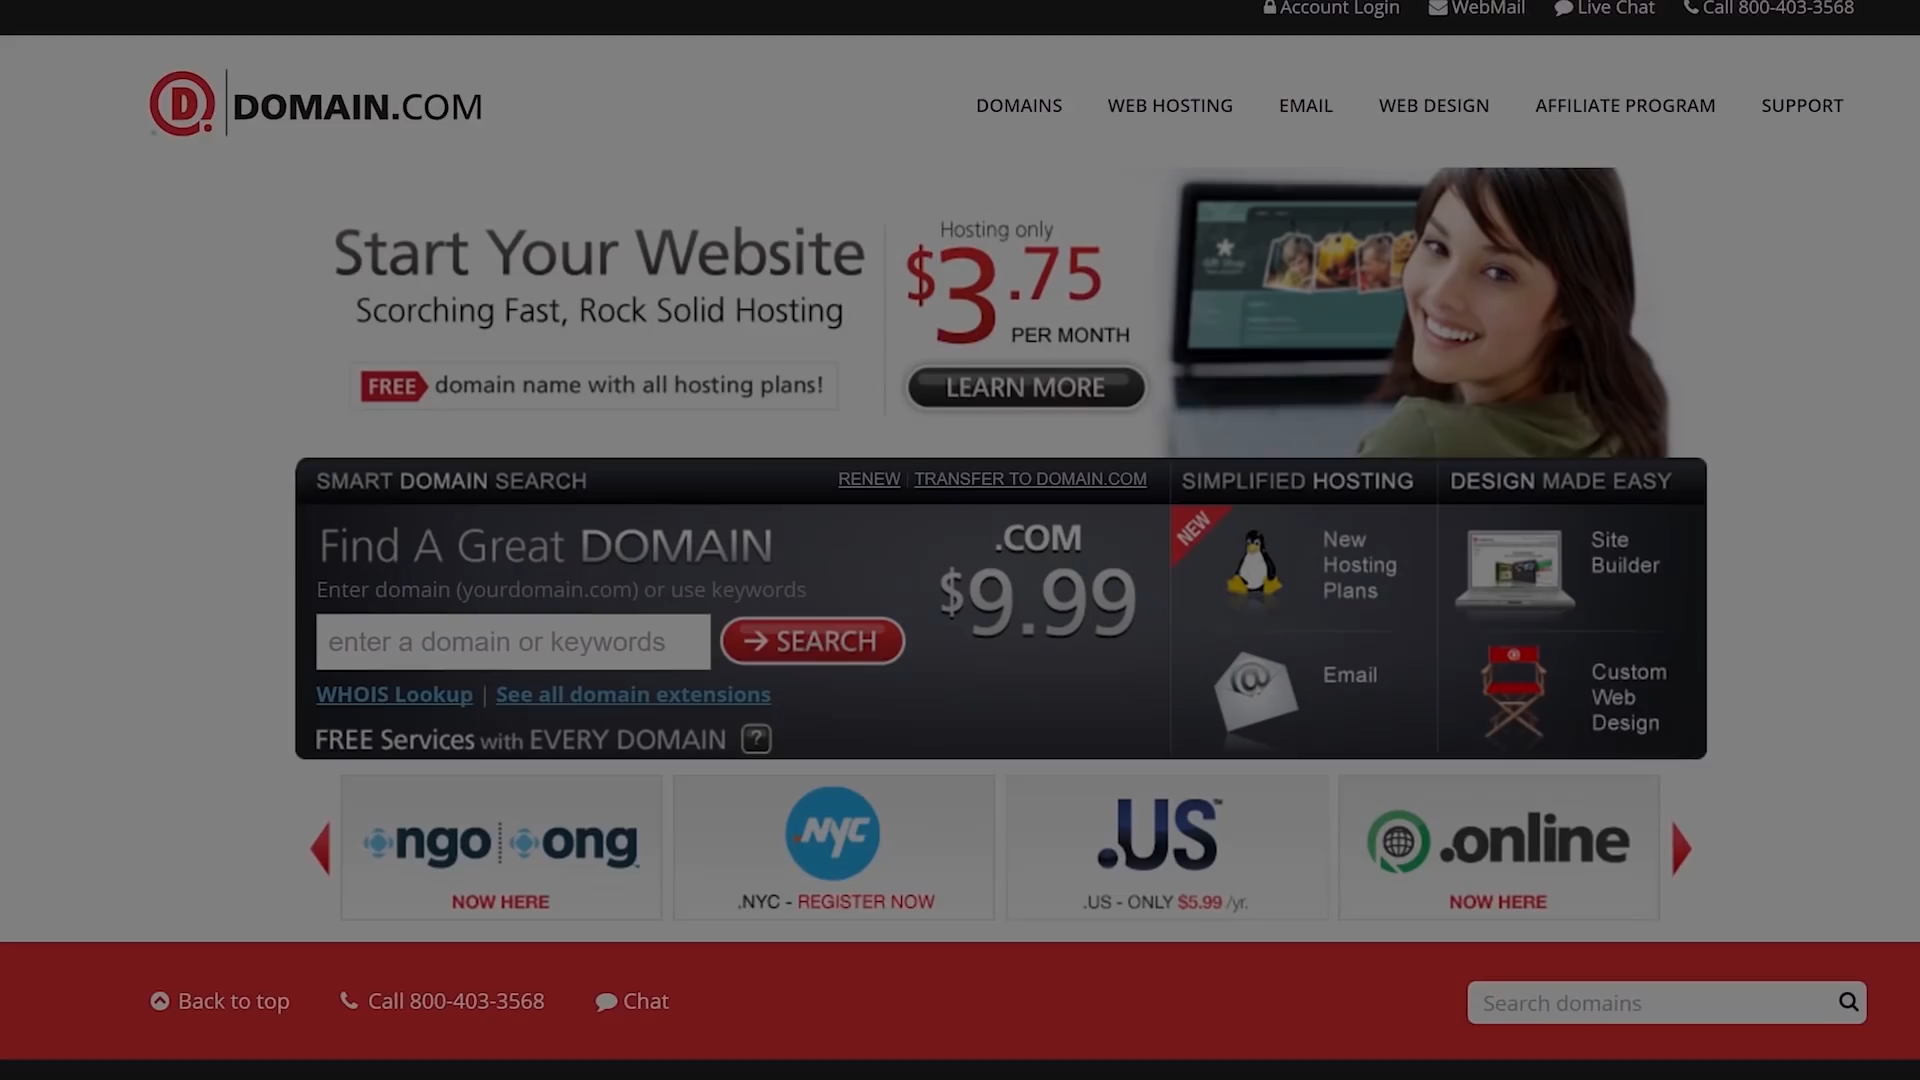 Account Login WebMail Live Chat Call 800-403-3568
D DOMAIN.COM
DOMAINS WEB HOSTING EMAIL WEB DESIGN AFFILIATE PROGRAM SUPPORT
Start Your Website
Scorching Fast, Rock Solid Hosting
FREE domain name with all hosting plans!
Hosting only
$3.75
PER MONTH
LEARN MORE
SMART DOMAIN SEARCH
RENEW | TRANSFER TO DOMAIN.COM
Find A Great DOMAIN
Enter domain (yourdomain.com) or use keywords
enter a domain or keywords
→ SEARCH
.COM
$9.99
WHOIS Lookup | See all domain extensions
FREE Services with EVERY DOMAIN ?
SIMPLIFIED HOSTING
NEW
New
Hosting
Plans
Email
DESIGN MADE EASY
Site
Builder
Custom
Web
Design
ngo ong
NOW HERE
.NYC
.NYC - REGISTER NOW
.US™
.US - ONLY $5.99 /yr.
.online
NOW HERE
Back to top Call 800-403-3568 Chat
Search domains